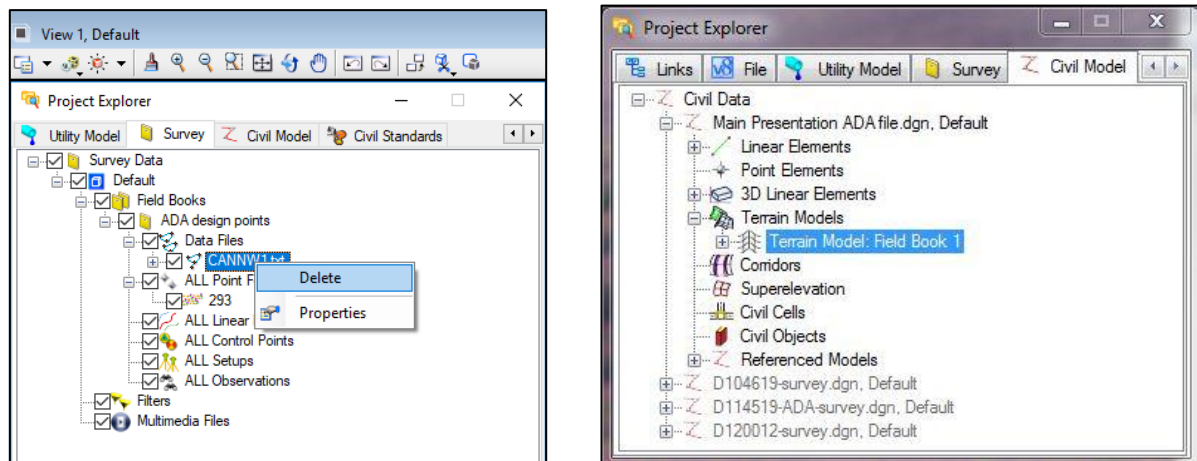 View 1, Default
Project Explorer
Utility Model Survey Civil Model Civil Standards
Survey Data
Default
Field Books
ADA design points
Data Files
CANNW1.txt
Delete
ALL Point F
293
Properties
ALL Linear
ALL Control Points
ALL Setups
ALL Observations
Filters
Multimedia Files
Project Explorer
Links V8 File Utility Model Survey Civil Model
Civil Data
Main Presentation ADA file.dgn, Default
Linear Elements
Point Elements
3D Linear Elements
Terrain Models
Terrain Model: Field Book 1
Corridors
Superelevation
Civil Cells
Civil Objects
Referenced Models
D104619-survey.dgn, Default
D114519-ADA-survey.dgn, Default
D120012-survey.dgn, Default